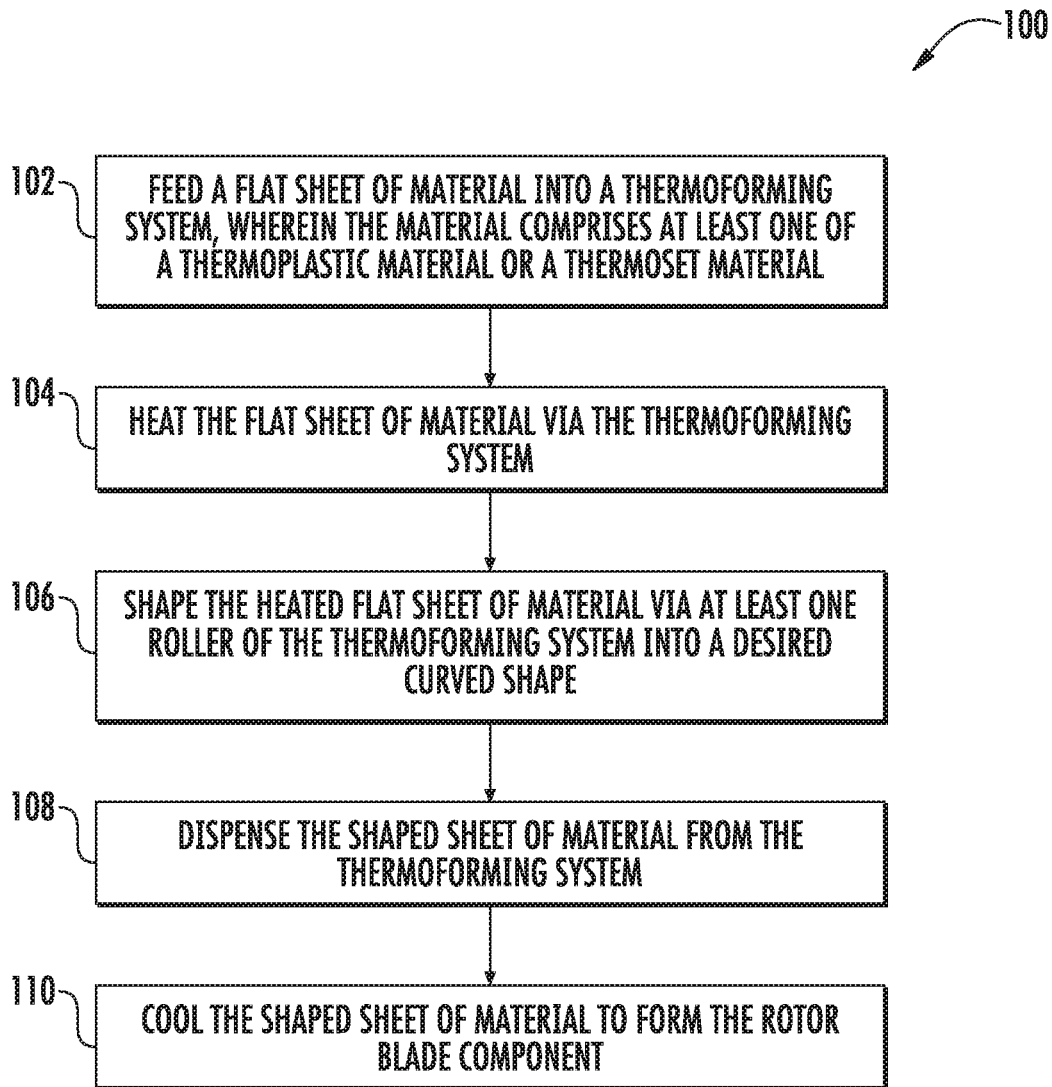 100
102
FEED A FLAT SHEET OF MATERIAL INTO A THERMOFORMING
SYSTEM, WHEREIN THE MATERIAL COMPRISES AT LEAST ONE OF
A THERMOPLASTIC MATERIAL OR A THERMOSET MATERIAL
104
HEAT THE FLAT SHEET OF MATERIAL VIA THE THERMOFORMING
SYSTEM
106
SHAPE THE HEATED FLAT SHEET OF MATERIAL VIA AT LEAST ONE
ROLLER OF THE THERMOFORMING SYSTEM INTO A DESIRED
CURVED SHAPE
108
DISPENSE THE SHAPED SHEET OF MATERIAL FROM THE
THERMOFORMING SYSTEM
110
COOL THE SHAPED SHEET OF MATERIAL TO FORM THE ROTOR
BLADE COMPONENT